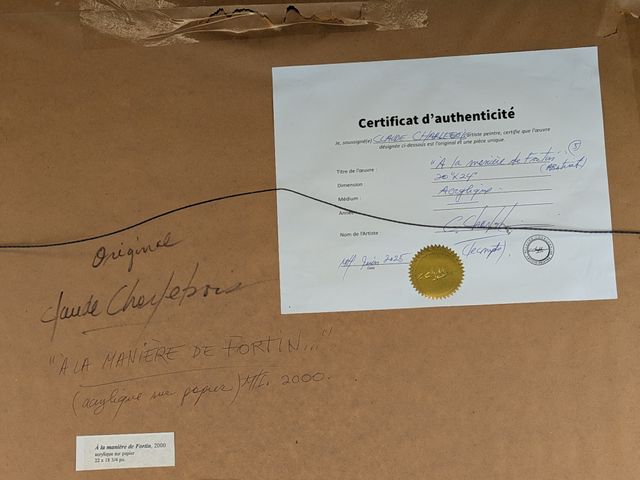 Certificat d'authenticité
Je, soussigné(e) CLAUDE CHARLEBOIS artiste peintre, certifie que l'œuvre
désignée ci-dessous est l'original et une pièce unique.
Titre de l'œuvre : "A la manière de Fortin... (Abstrait)
Dimension : 20"X24"
Médium : Acrylique
Année :
Nom de l'Artiste
Juin 2025
Date
Original
Claude Charlebois
"A LA MANIÈRE DE FORTIN..."
(acrylique sur papier) Mtl. 2000.
À la manière de Fortin, 2000
acrylique sur papier
22 x 18 3/4 po.